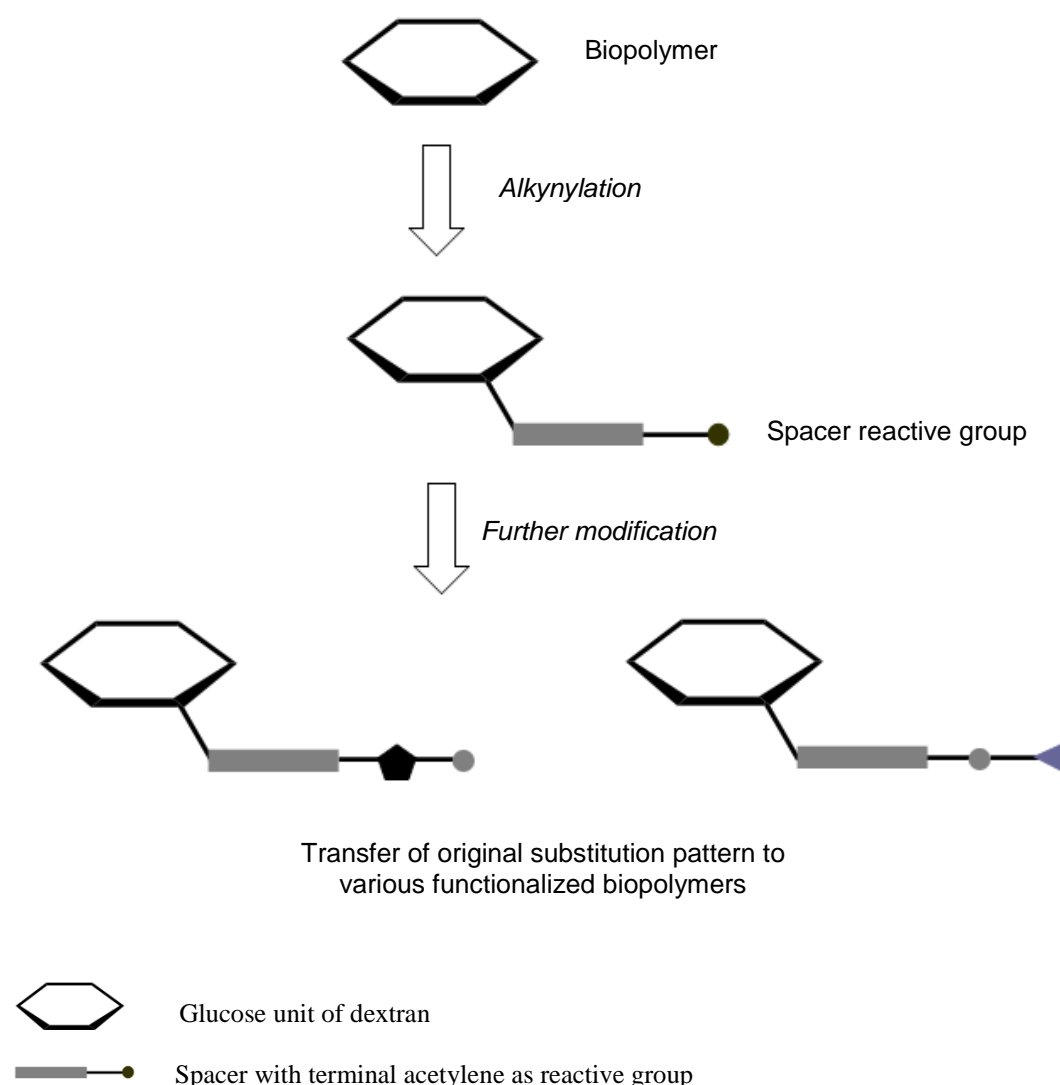 Biopolymer
Alkynylation
Spacer reactive group
Further modification
Transfer of original substitution pattern to
various functionalized biopolymers
Glucose unit of dextran
Spacer with terminal acetylene as reactive group